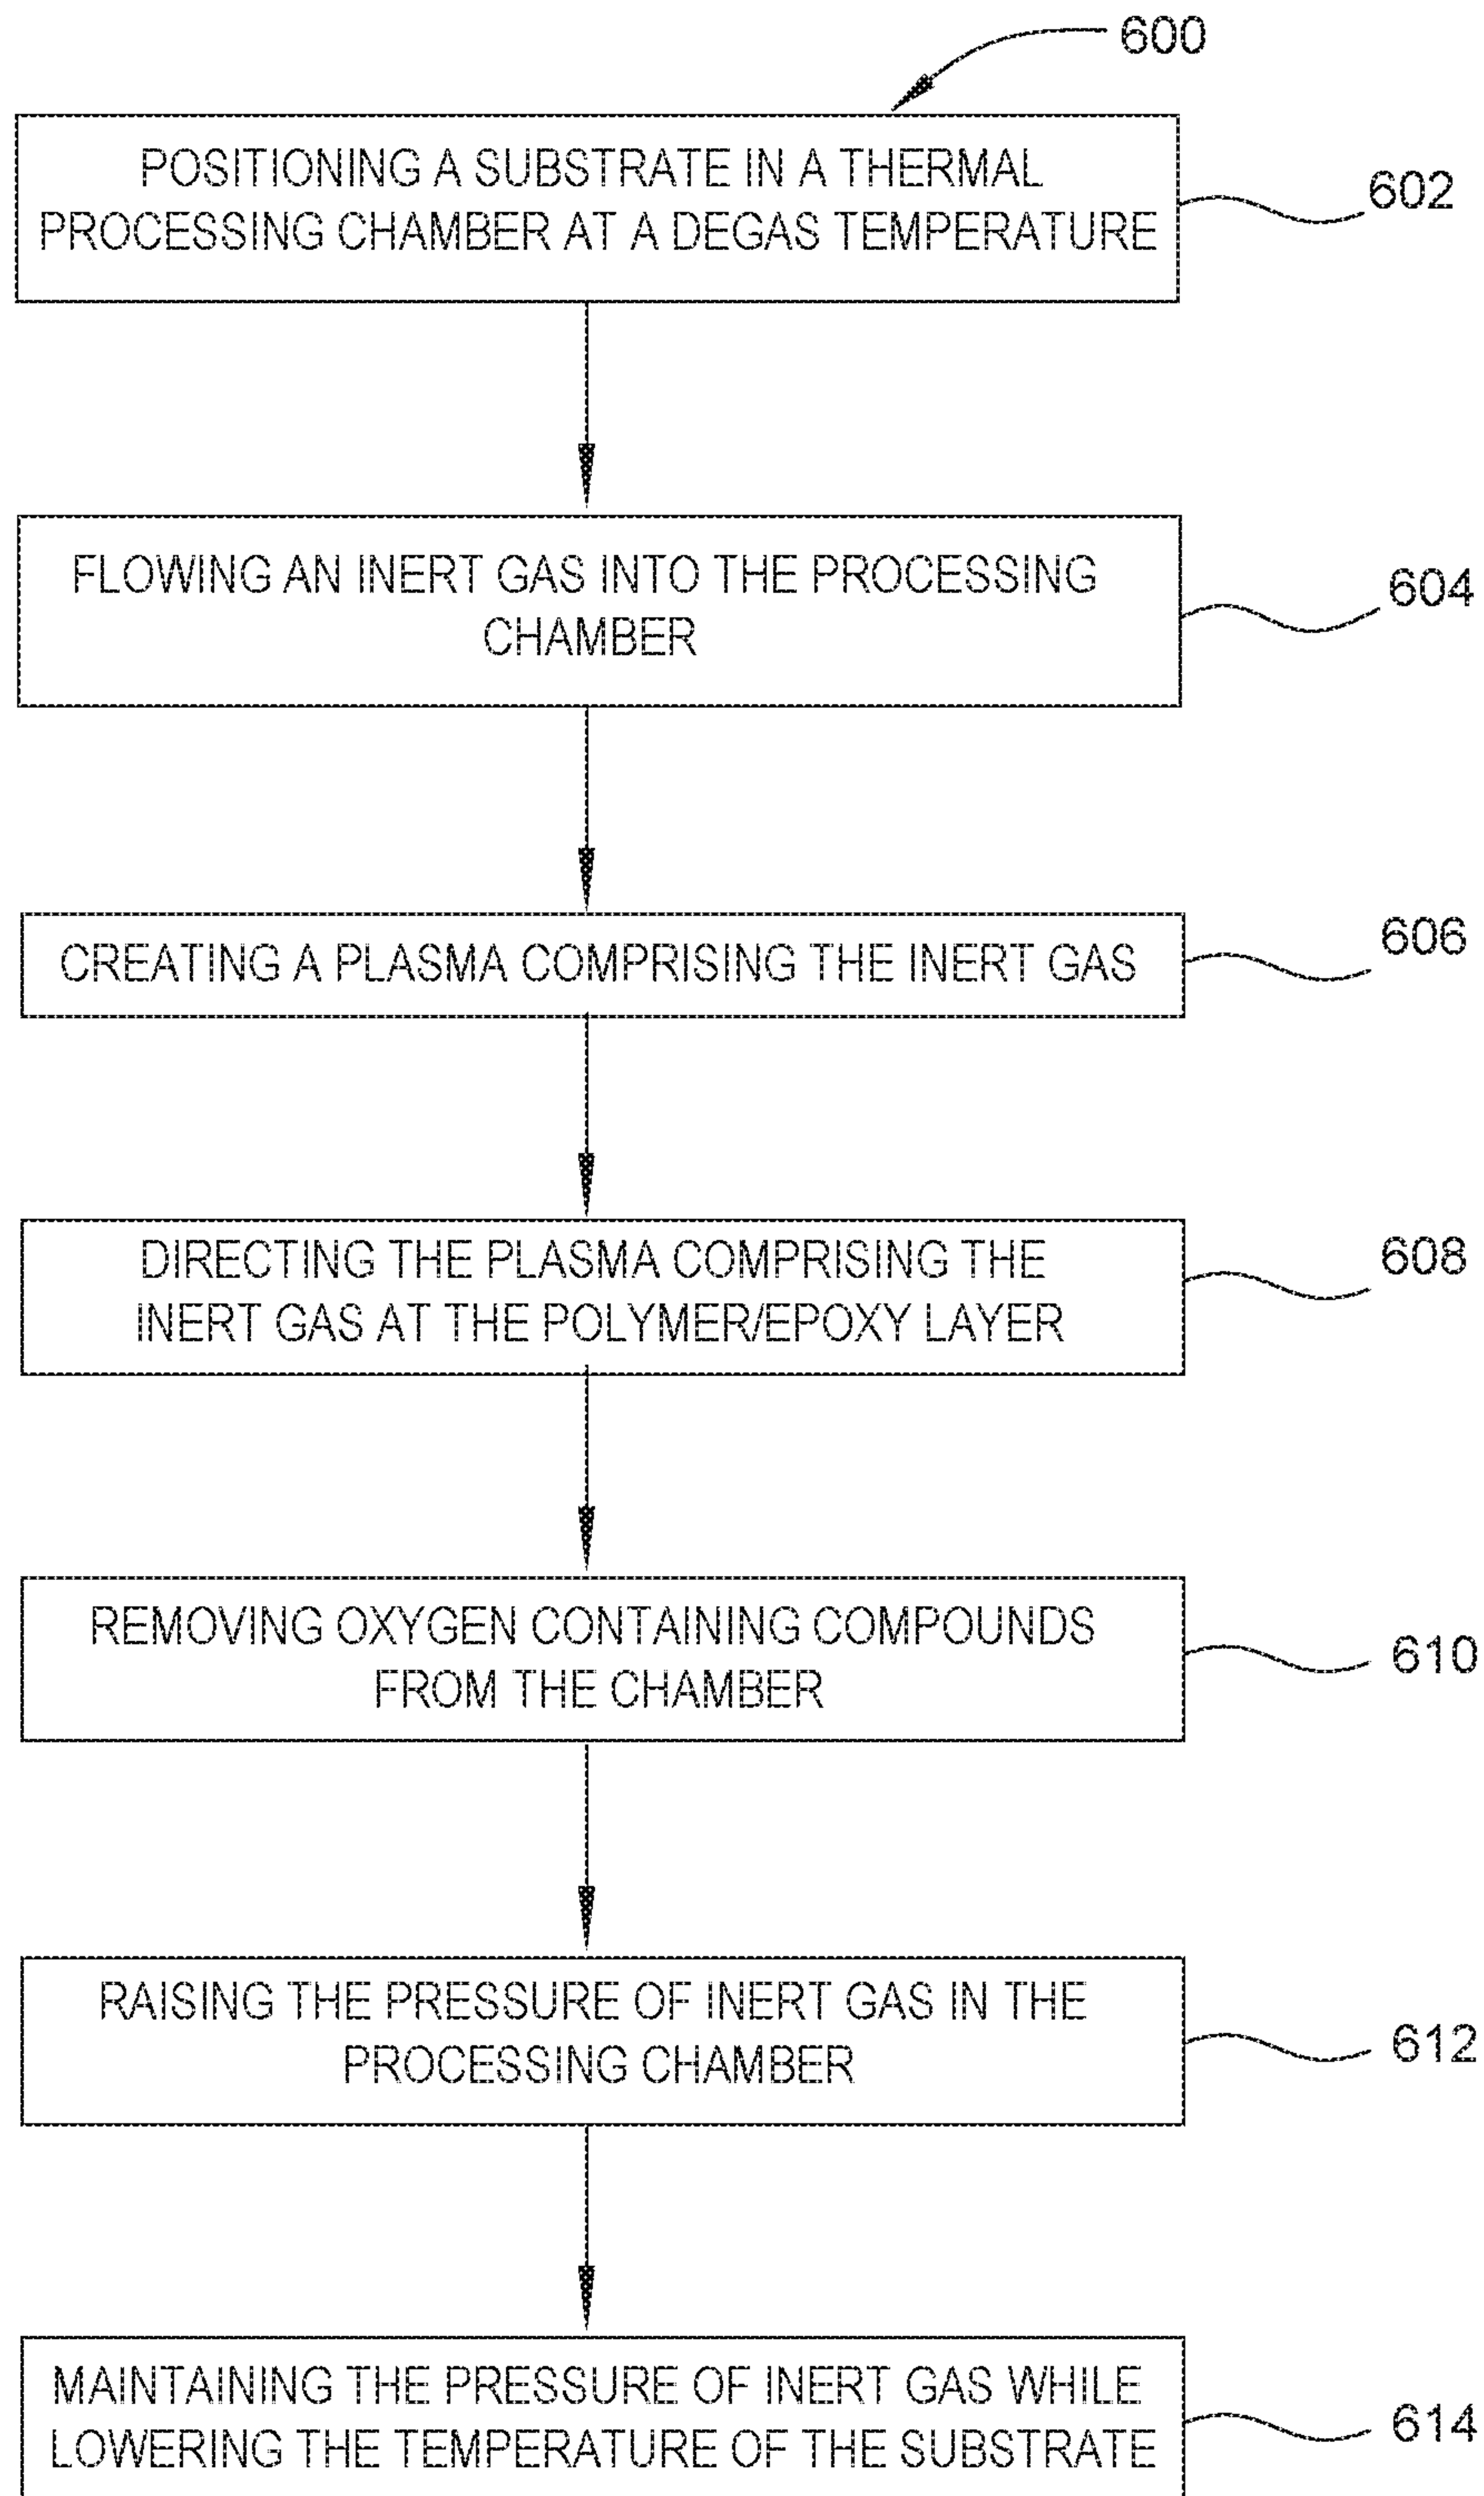 600
POSITIONING A SUBSTRATE IN A THERMAL
PROCESSING CHAMBER AT A DEGAS TEMPERATURE
602
FLOWING AN INERT GAS INTO THE PROCESSING
CHAMBER
604
CREATING A PLASMA COMPRISING THE INERT GAS
606
DIRECTING THE PLASMA COMPRISING THE
INERT GAS AT THE POLYMER/EPOXY LAYER
608
REMOVING OXYGEN CONTAINING COMPOUNDS
FROM THE CHAMBER
610
RAISING THE PRESSURE OF INERT GAS IN THE
PROCESSING CHAMBER
612
MAINTAINING THE PRESSURE OF INERT GAS WHILE
LOWERING THE TEMPERATURE OF THE SUBSTRATE
614